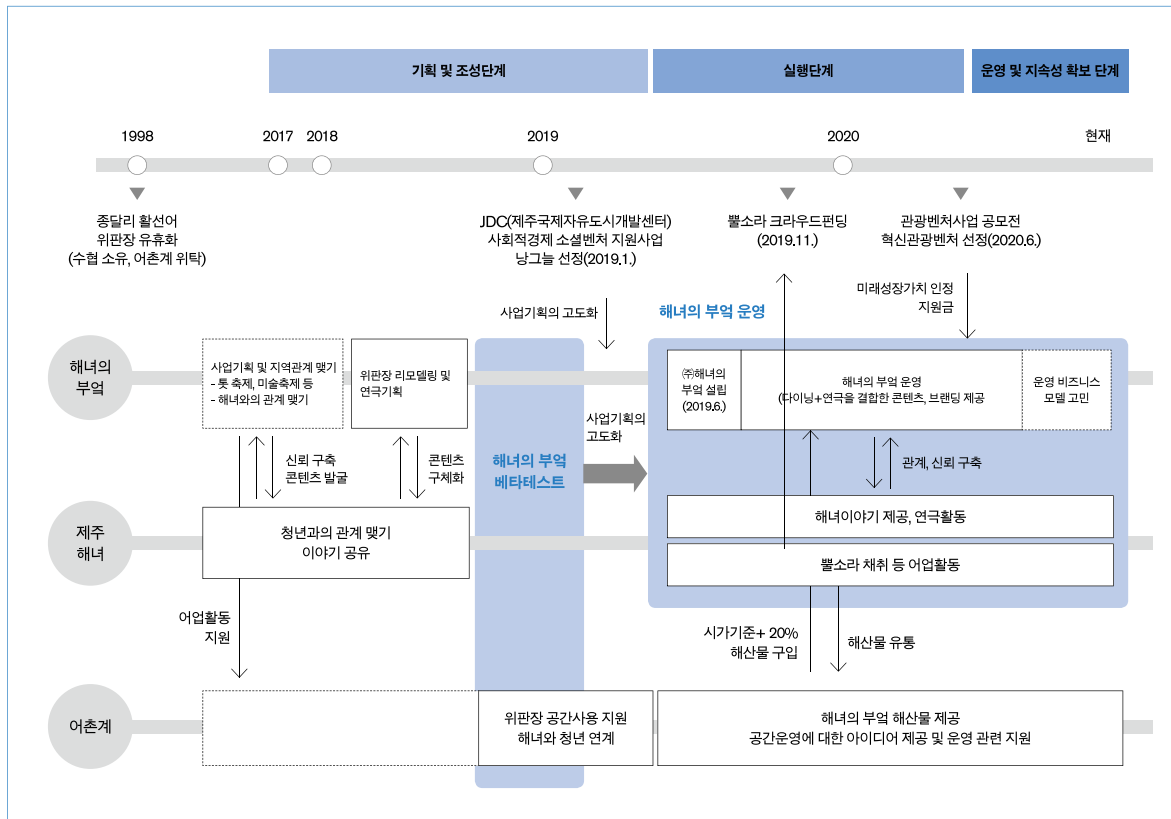 기획 및 조성단계
실행단계
운영 및 지속성 확보 단계
1998
2017
2018
2019
2020
현재
종달리 활선어
위판장 유휴화
(수협 소유, 어촌계 위탁)
JDC(제주국제자유도시개발센터)
사회적경제 소셜벤처 지원사업
낭그늘 선정(2019.1.)
뿔소라 크라우드펀딩
(2019.11.)
관광벤처사업 공모전
혁신관광벤처 선정(2020.6.)
사업기획의 고도화
해녀의 부엌 운영
미래성장가치 인정
지원금
해녀의
부엌
사업기획 및 지역관계 맺기
- 톳 축제, 미술축제 등
- 해녀와의 관계 맺기
위판장 리모델링 및
연극기획
㈜해녀의
부엌 설립
(2019.6.)
해녀의 부엌 운영
(다이닝+연극을 결합한 콘텐츠, 브랜딩 제공
운영 비즈니스
모델 고민
사업기획의
고도화
신뢰 구축
콘텐츠 발굴
콘텐츠
구체화
해녀의 부엌
베타테스트
관계, 신뢰 구축
제주
해녀
청년과의 관계 맺기
이야기 공유
해녀이야기 제공, 연극활동
뿔소라 채취 등 어업활동
어업활동
지원
시가기준+ 20%
해산물 구입
해산물 유통
어촌계
위판장 공간사용 지원
해녀와 청년 연계
해녀의 부엌 해산물 제공
공간운영에 대한 아이디어 제공 및 운영 관련 지원